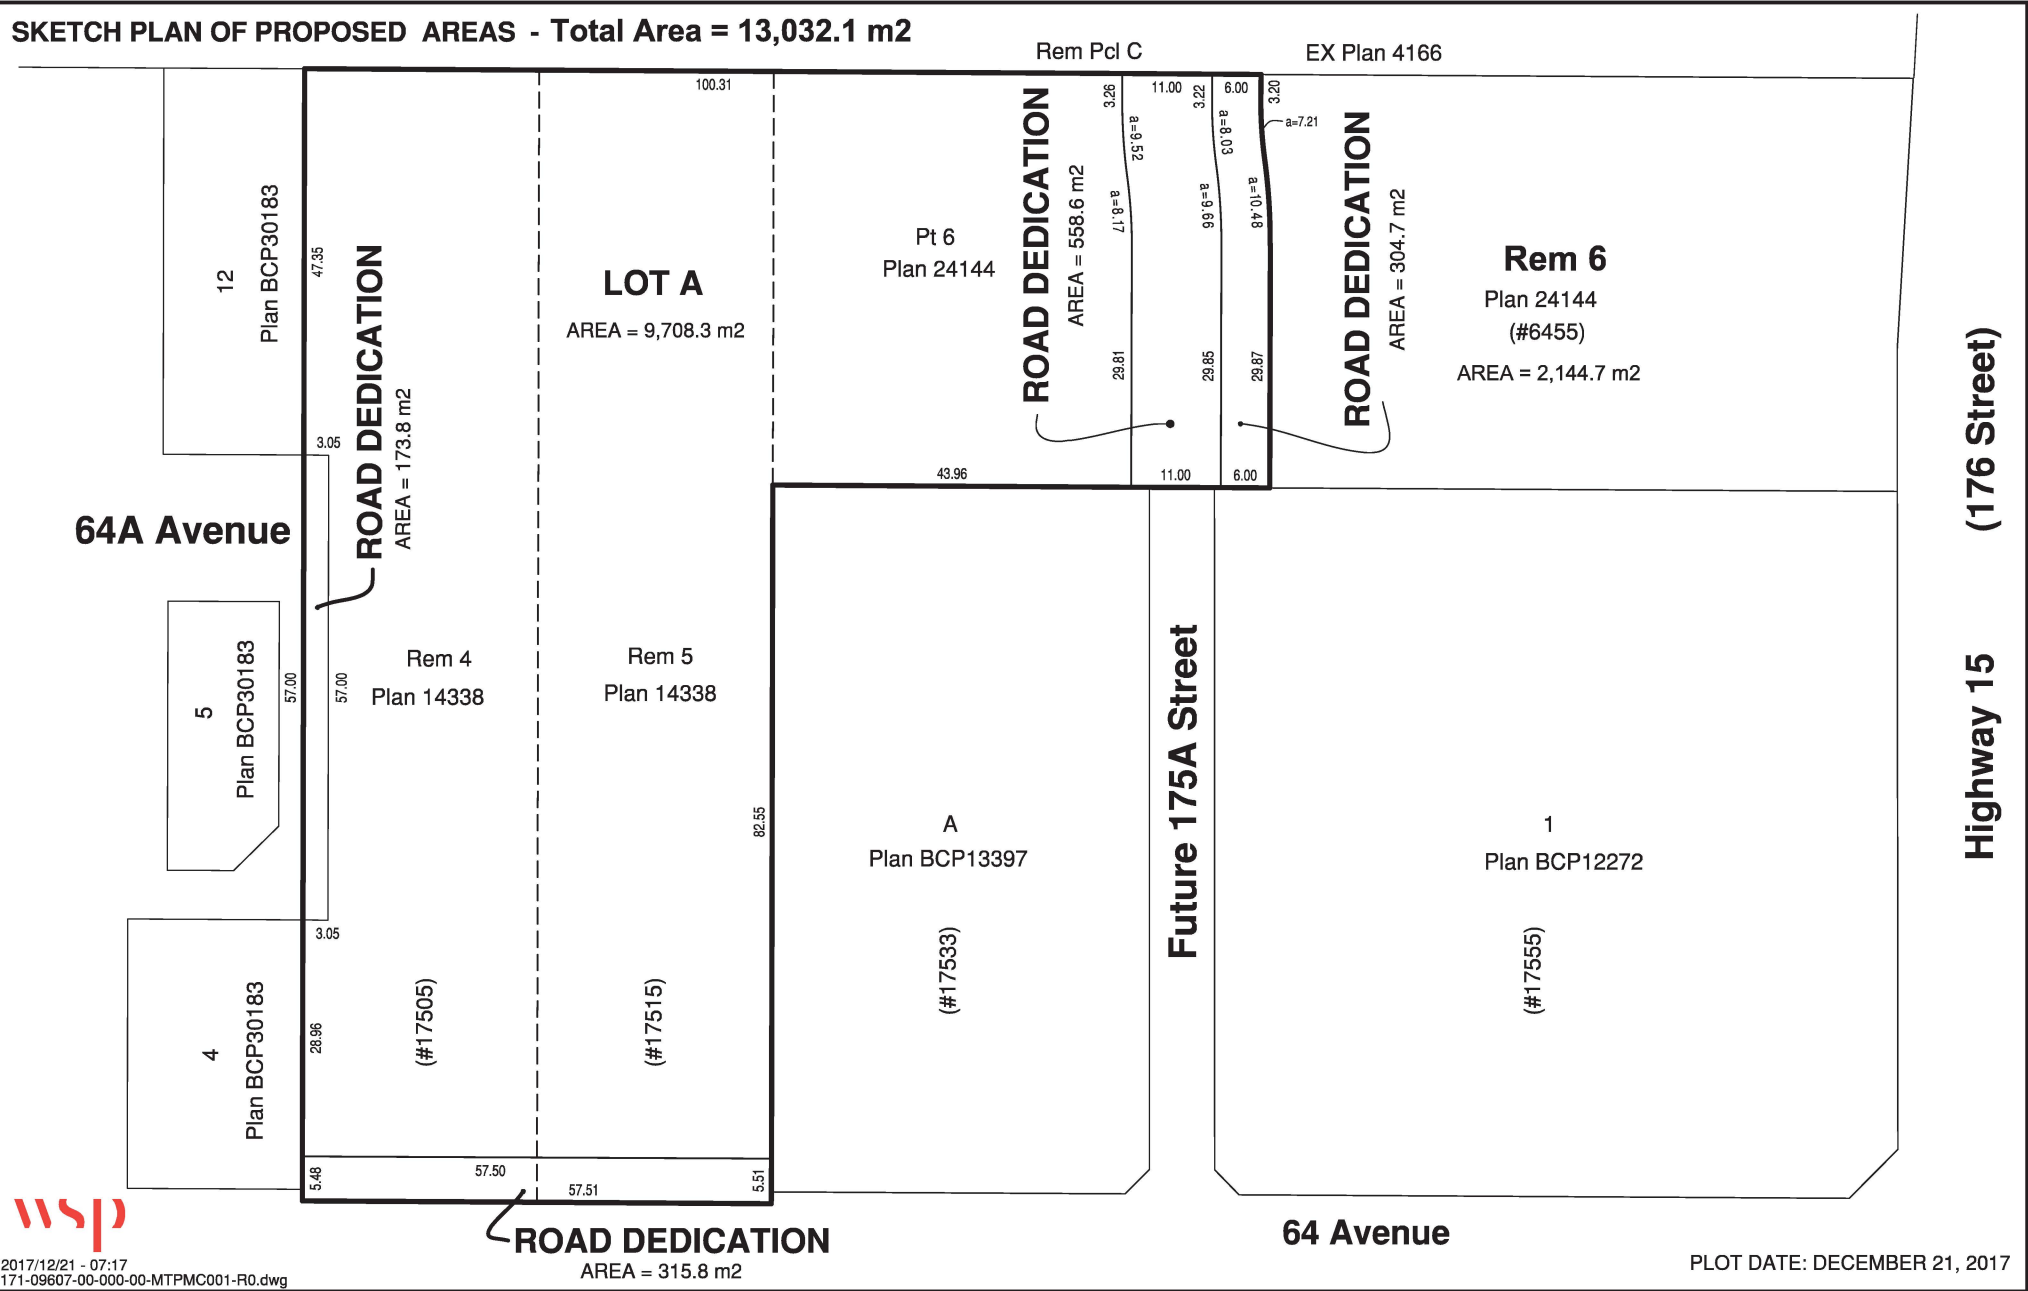 SKETCH PLAN OF PROPOSED AREAS - Total Area = 13,032.1 m2
Rem Pcl C
EX Plan 4166
100.31
3.26
11.00
3.22
6.00
3.20
a=7.21
a=9.52
a=8.03
a=8.17
a=9.66
a=10.48
12
Plan BCP30183
47.35
ROAD DEDICATION
AREA = 173.8 m2
LOT A
AREA = 9,708.3 m2
Pt 6
Plan 24144
ROAD DEDICATION
AREA = 558.6 m2
ROAD DEDICATION
AREA = 304.7 m2
Rem 6
Plan 24144
(#6455)
AREA = 2,144.7 m2
29.81
29.85
29.87
3.05
43.96
11.00
6.00
64A Avenue
(176 Street)
Highway 15
5
Plan BCP30183
57.00
57.00
Rem 4
Plan 14338
Rem 5
Plan 14338
Future 175A Street
82.55
A
Plan BCP13397
1
Plan BCP12272
3.05
(#17505)
(#17515)
(#17533)
(#17555)
4
Plan BCP30183
28.96
5.48
57.50
57.51
5.51
wsp
ROAD DEDICATION
AREA = 315.8 m2
64 Avenue
2017/12/21 - 07:17
171-09607-00-000-00-MTPMC001-R0.dwg
PLOT DATE: DECEMBER 21, 2017